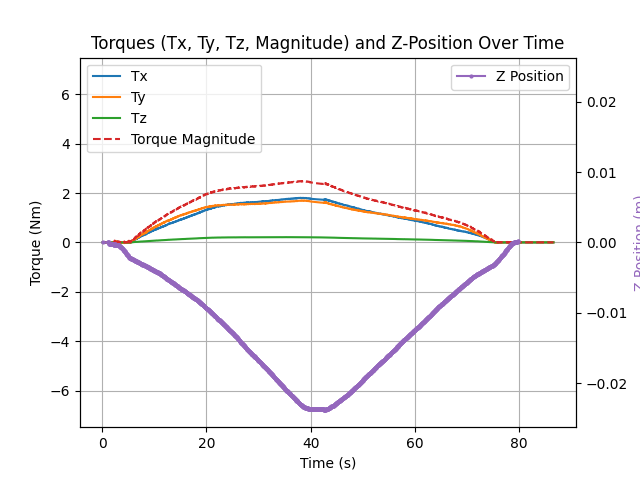 Torques (Tx, Ty, Tz, Magnitude) and Z-Position Over Time
Tx
Ty
Tz
Torque Magnitude
Z Position
6
4
2
0
−2
−4
−6
Torque (Nm)
0.02
0.01
0.00
−0.01
−0.02
Z Position (m)
0
20
40
60
80
Time (s)